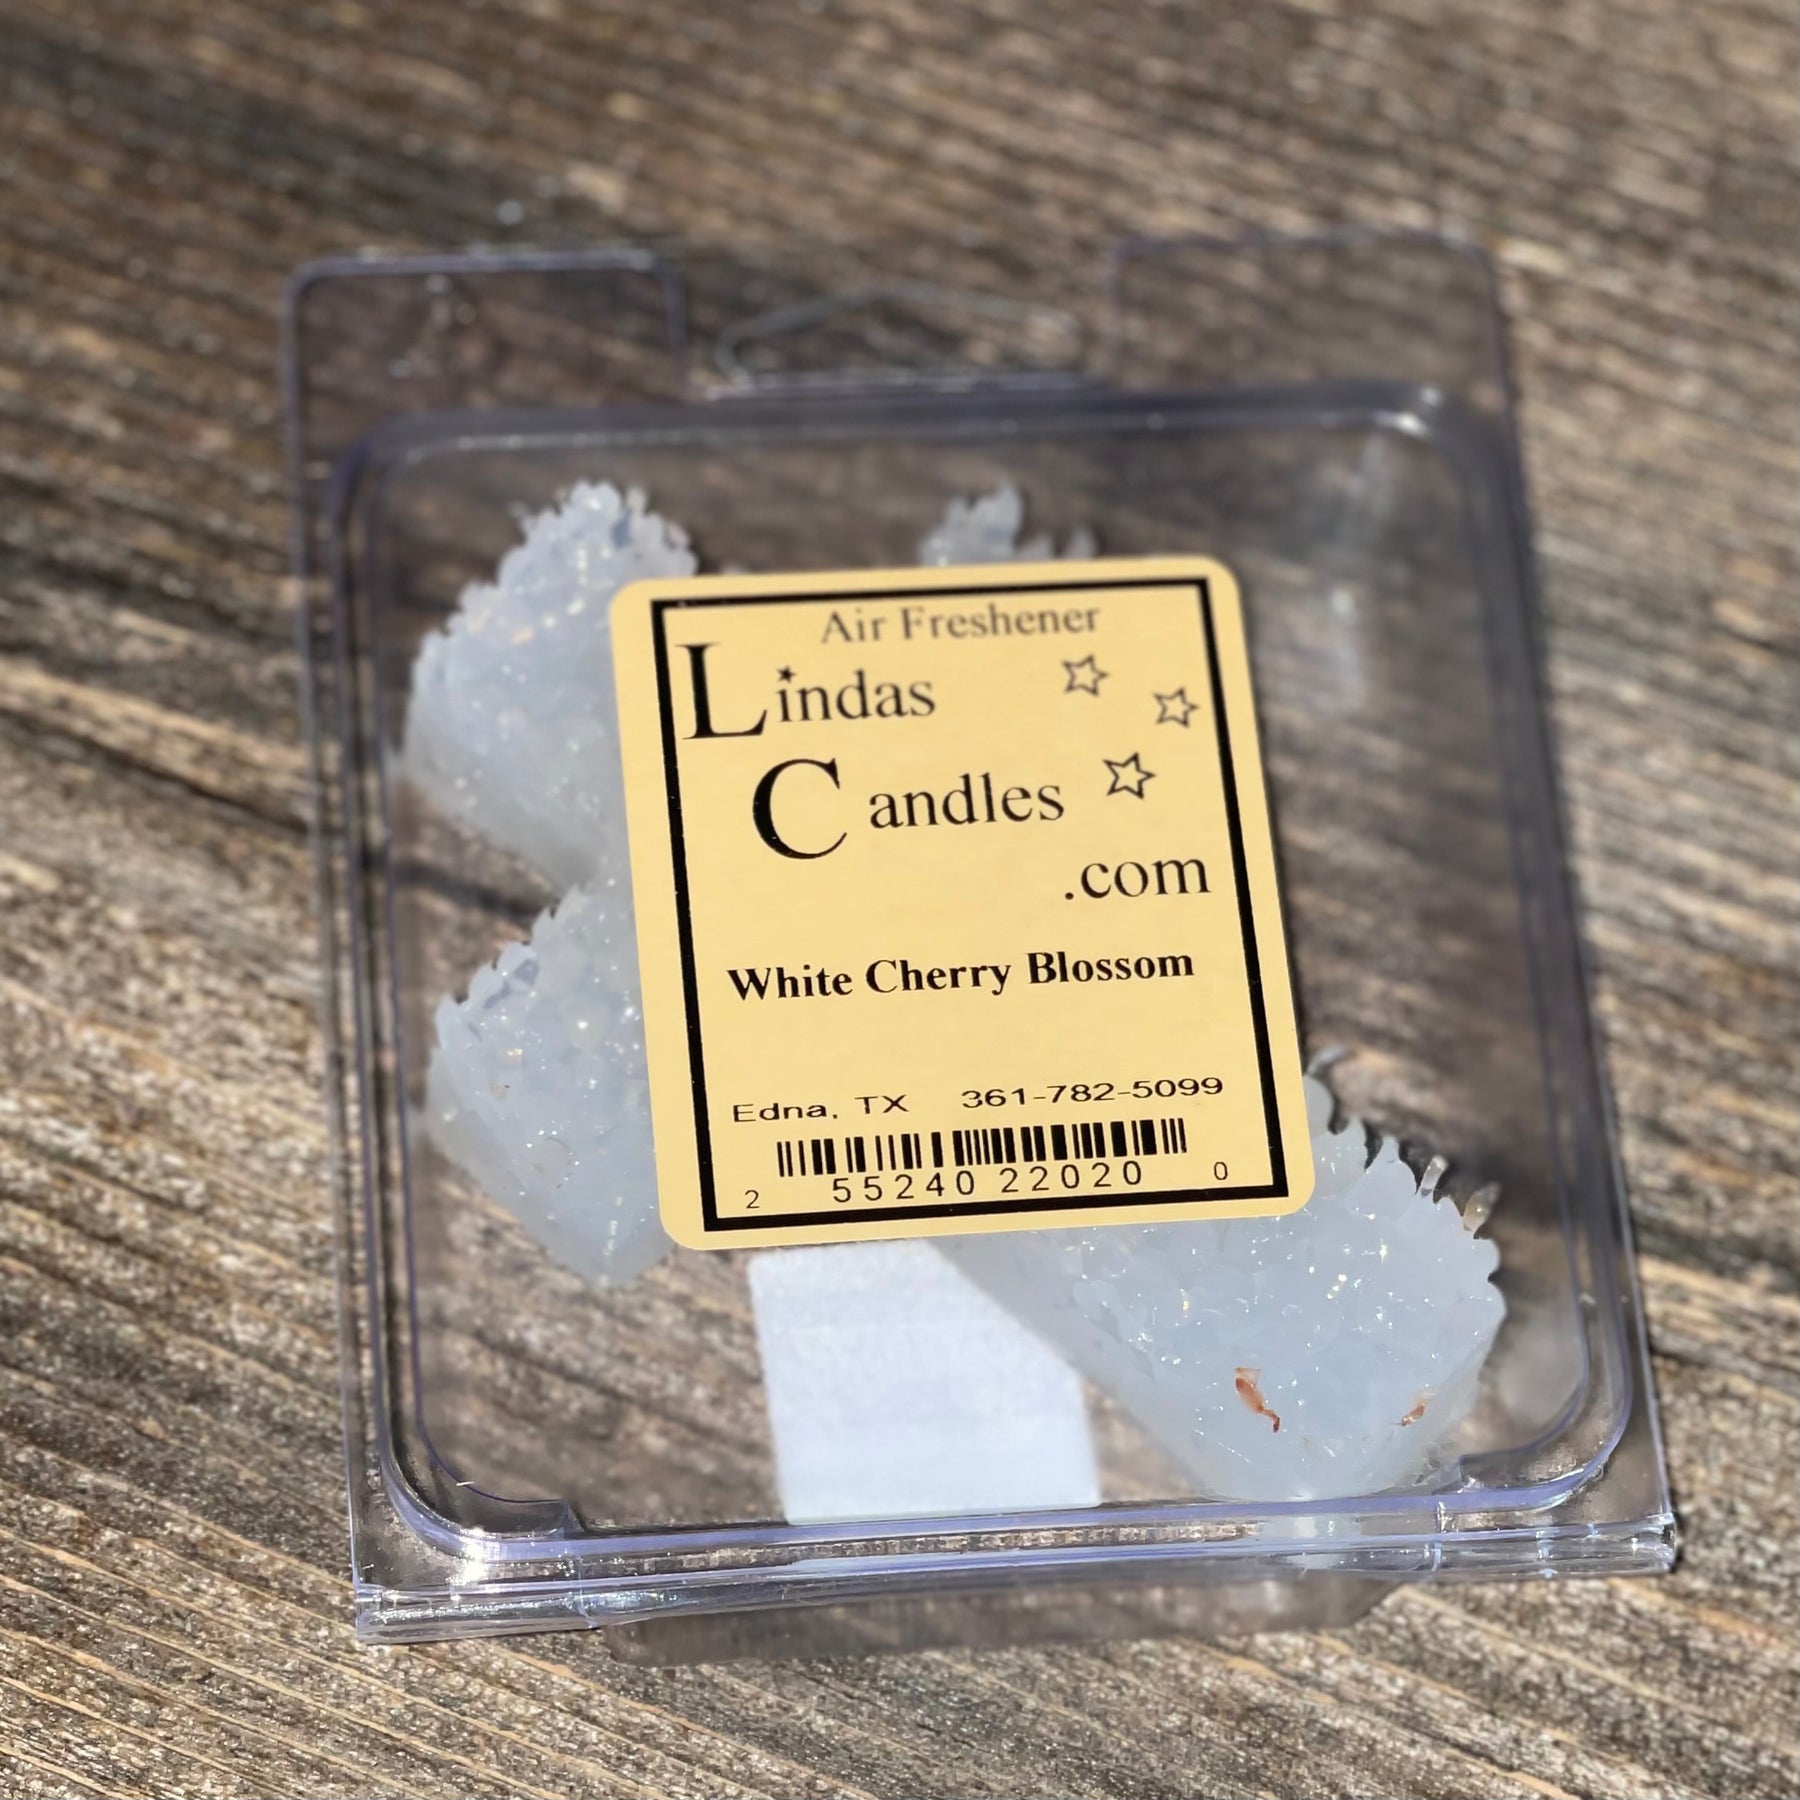 Air Freshener
Lindas
Candles
.com
White Cherry Blossom
Edna, TX 361-782-5099
2 55240 22020 0